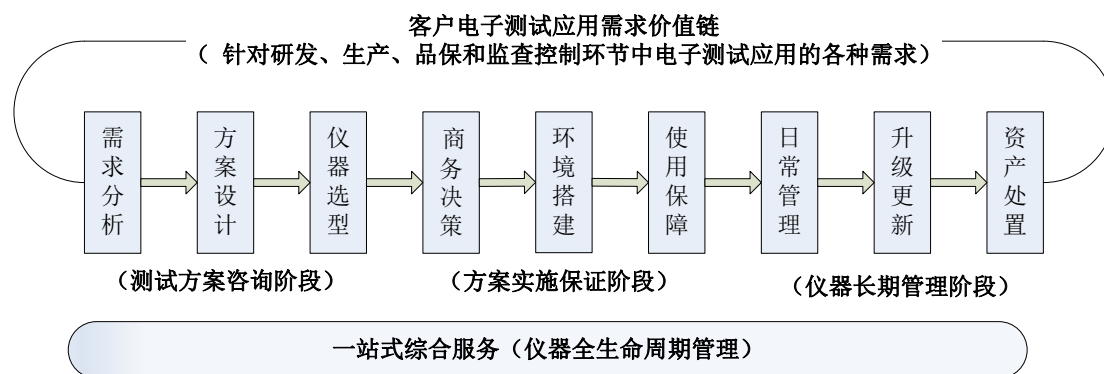 客户电子测试应用需求价值链
（ 针对研发、生产、品保和监查控制环节中电子测试应用的各种需求）
需求分析
方案设计
仪器选型
商务决策
环境搭建
使用保障
日常管理
升级更新
资产处置
（测试方案咨询阶段）
（方案实施保证阶段）
（仪器长期管理阶段）
一站式综合服务（仪器全生命周期管理）